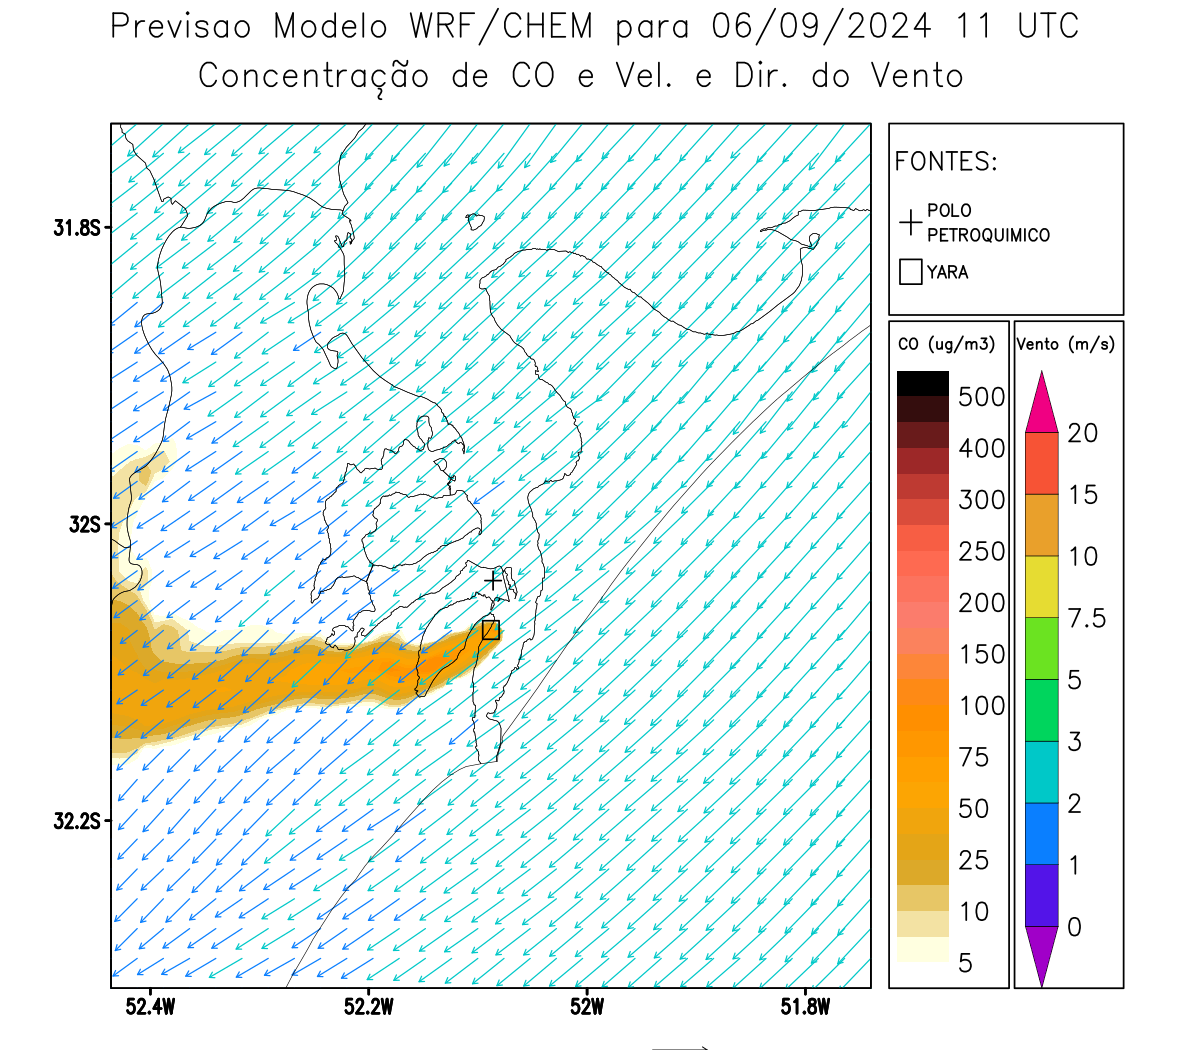 Previsao Modelo WRF/CHEM para 06/09/2024 11 UTC
Concentração de CO e Vel. e Dir. do Vento
FONTES:
POLO
PETROQUIMICO
YARA
31.8S
32S
32.2S
52.4W
52.2W
52W
51.8W
CO (ug/m3)
500
400
300
250
200
150
100
75
50
25
10
5
Vento (m/s)
20
15
10
7.5
5
3
2
1
0